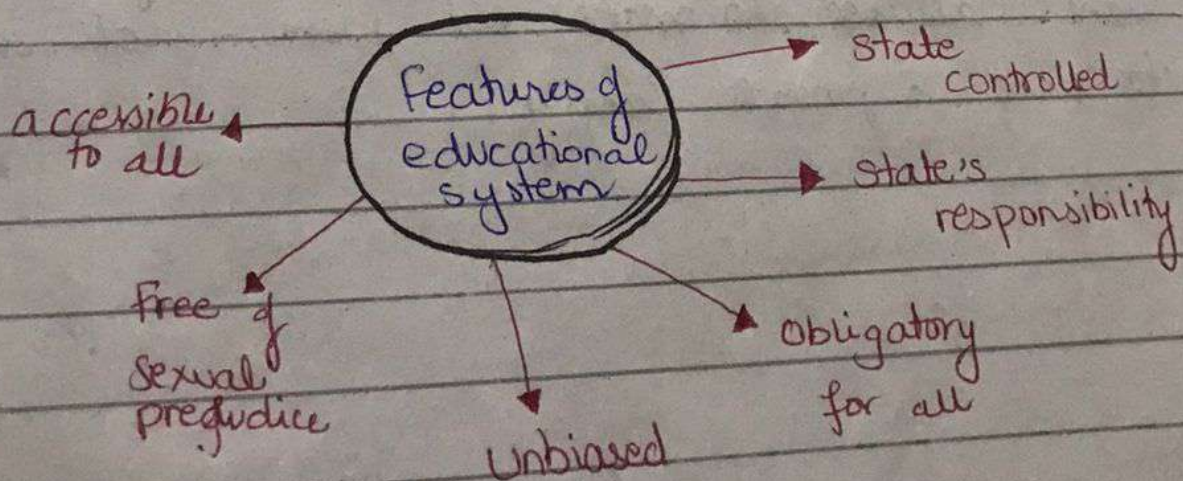 Features of
educational
system
state
controlled
state's
responsibility
obligatory
for all
Unbiased
free of
sexual
prejudice
accessible
to all